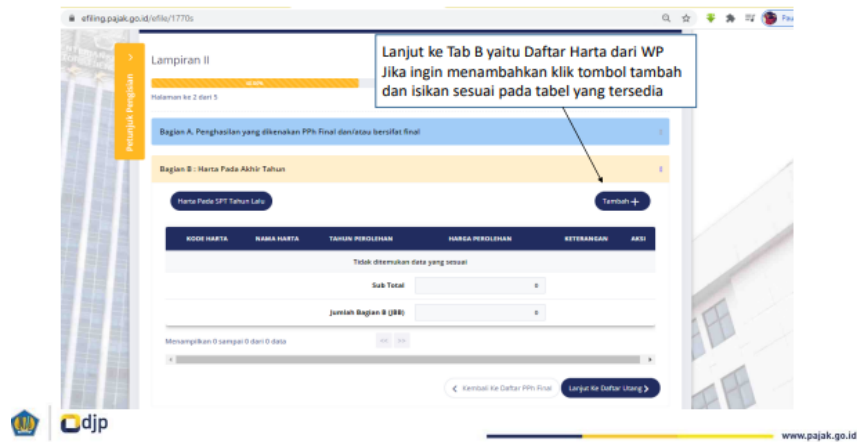 efiling.pajak.go.id/efile/1770s
Lanjut ke Tab B yaitu Daftar Harta dari WP
Jika ingin menambahkan klik tombol tambah
dan isikan sesuai pada tabel yang tersedia
Lampiran II
Halaman ke 2 dari 5
Petunjuk Pengisian
Bagian A. Penghasilan yang dikenakan PPh Final dan/atau bersifat final
Bagian B : Harta Pada Akhir Tahun
Harta Pada SPT Tahun Lalu
Tambah +
KODE HARTA NAMA HARTA TAHUN PEROLEHAN HARGA PEROLEHAN KETERANGAN AKSI
Tidak ditemukan data yang sesuai
Sub Total 0
Jumlah Bagian B (JBB) 0
Menampilkan 0 sampai 0 dari 0 data << >>
Kembali Ke Daftar PPh Final Lanjut Ke Daftar Utang
djp
www.pajak.go.id